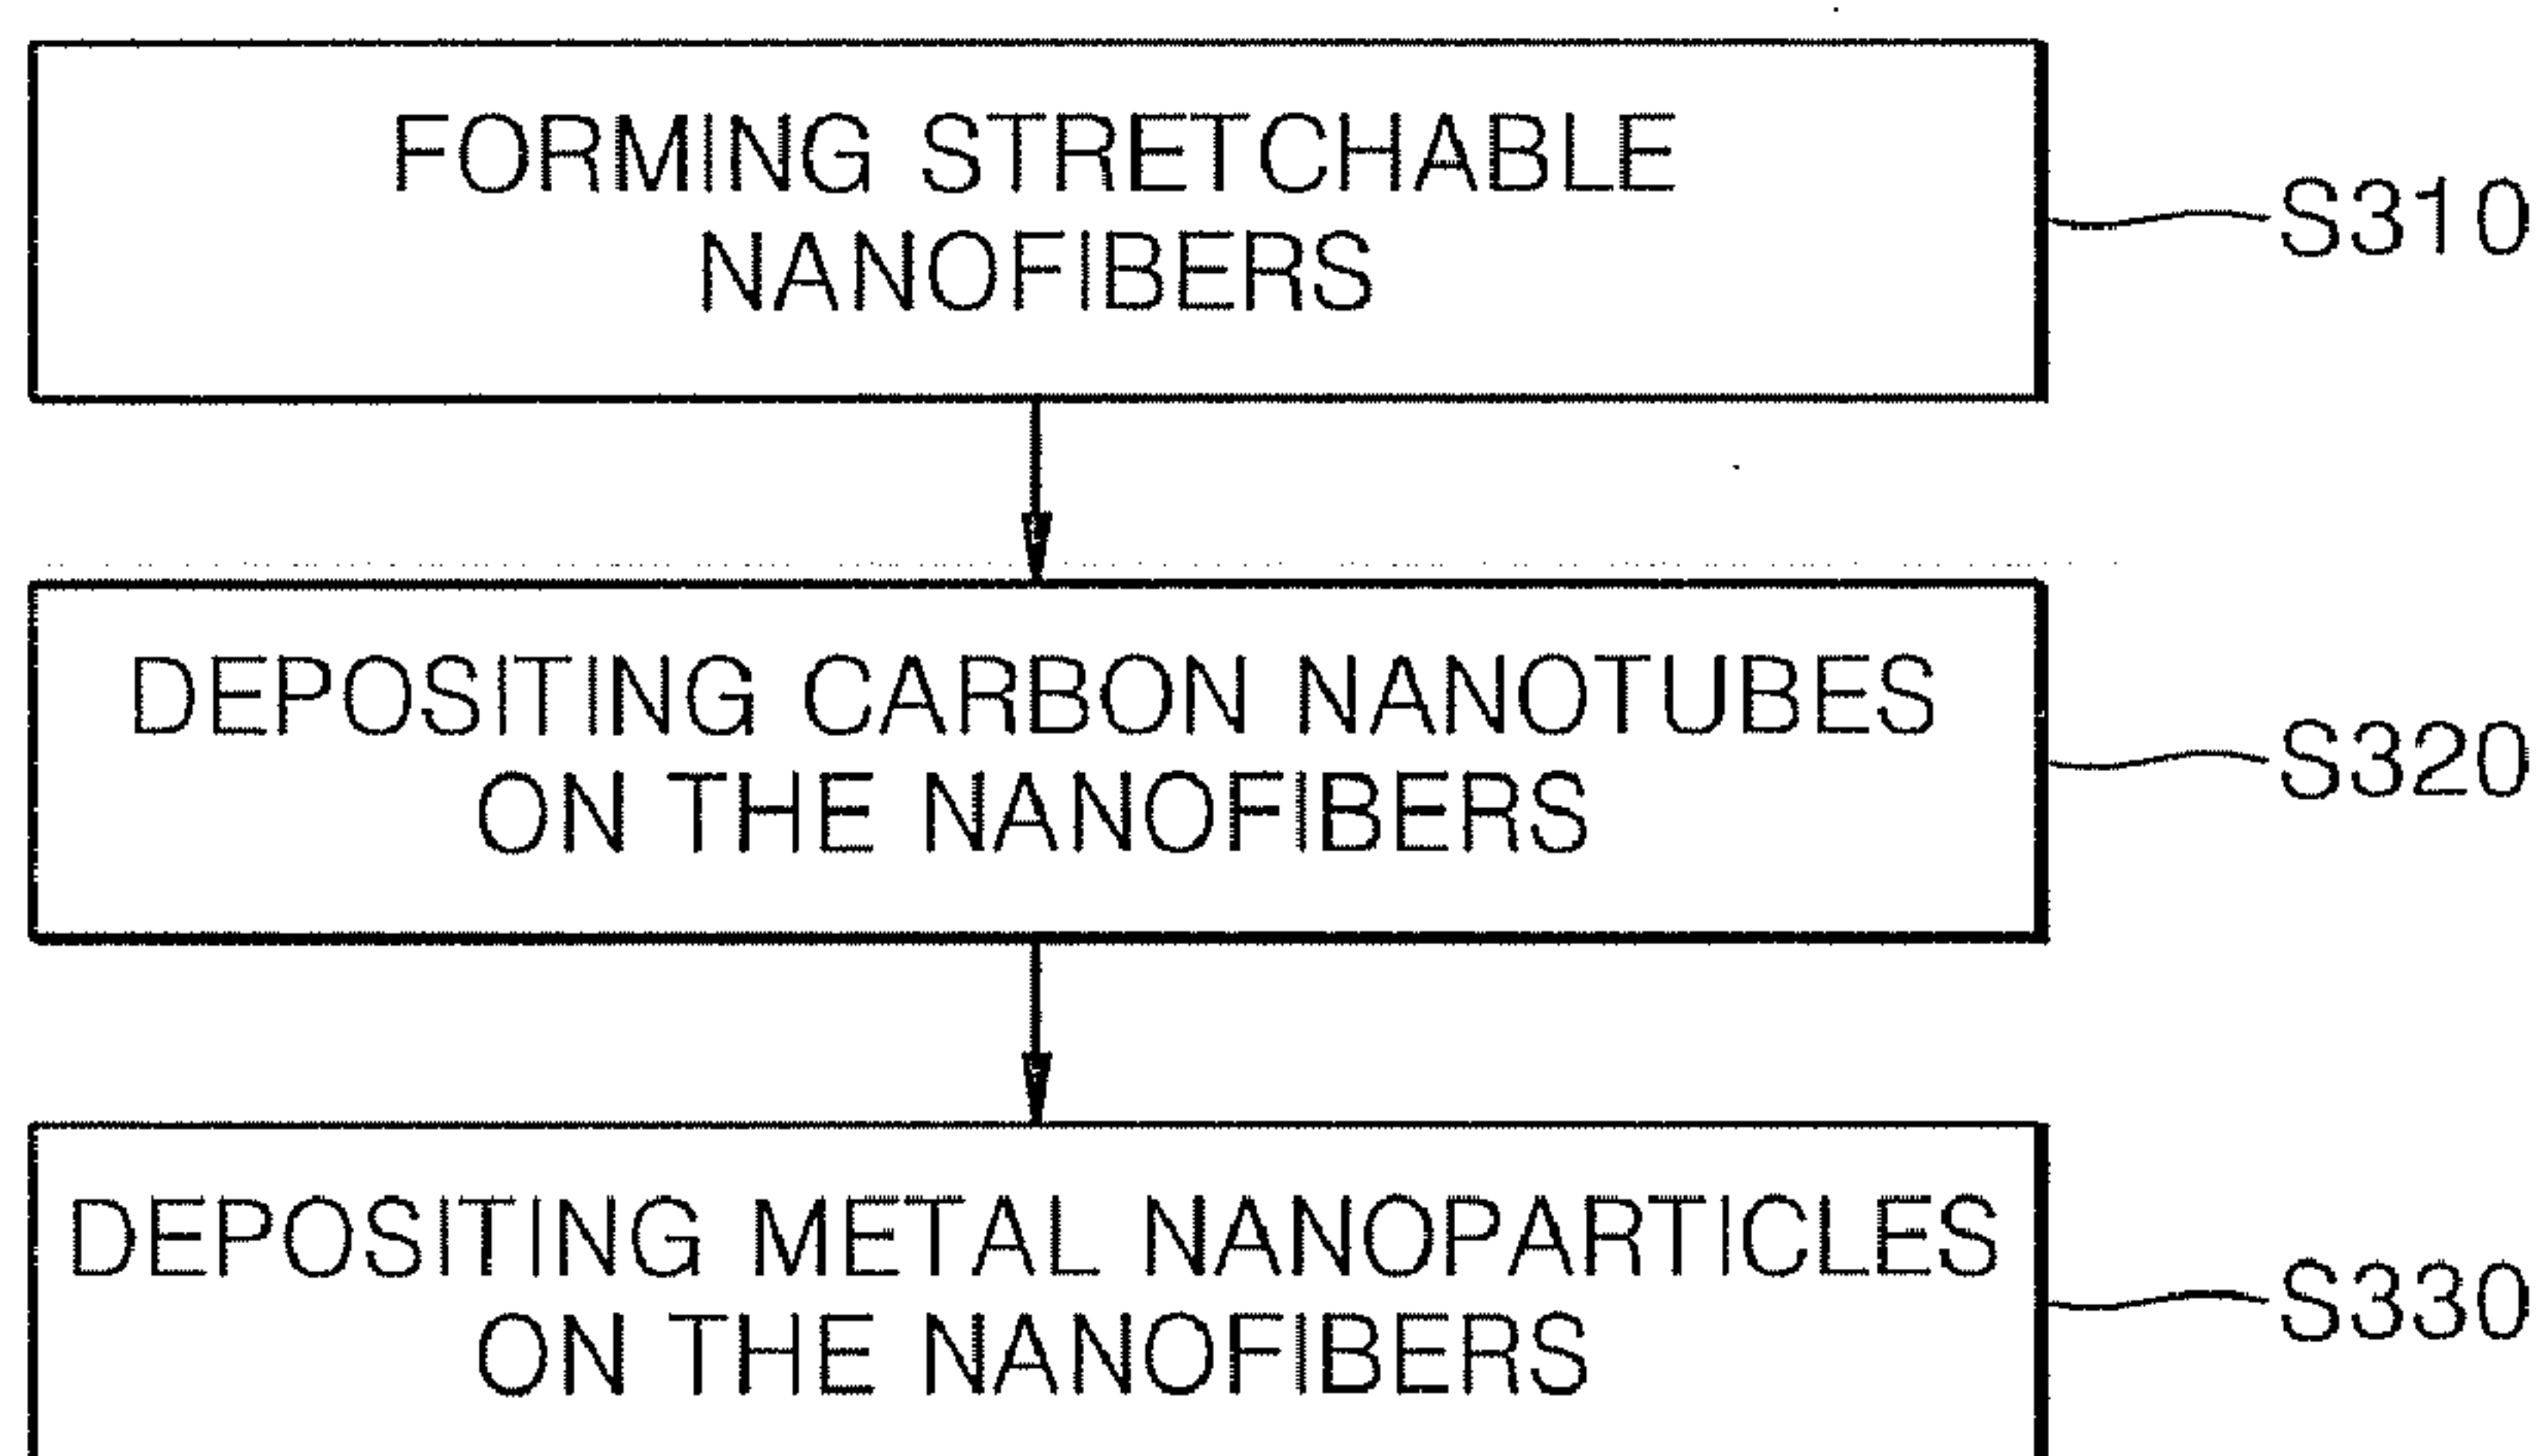 FORMING STRETCHABLE
NANOFIBERS
S310
DEPOSITING CARBON NANOTUBES
ON THE NANOFIBERS
S320
DEPOSITING METAL NANOPARTICLES
ON THE NANOFIBERS
S330